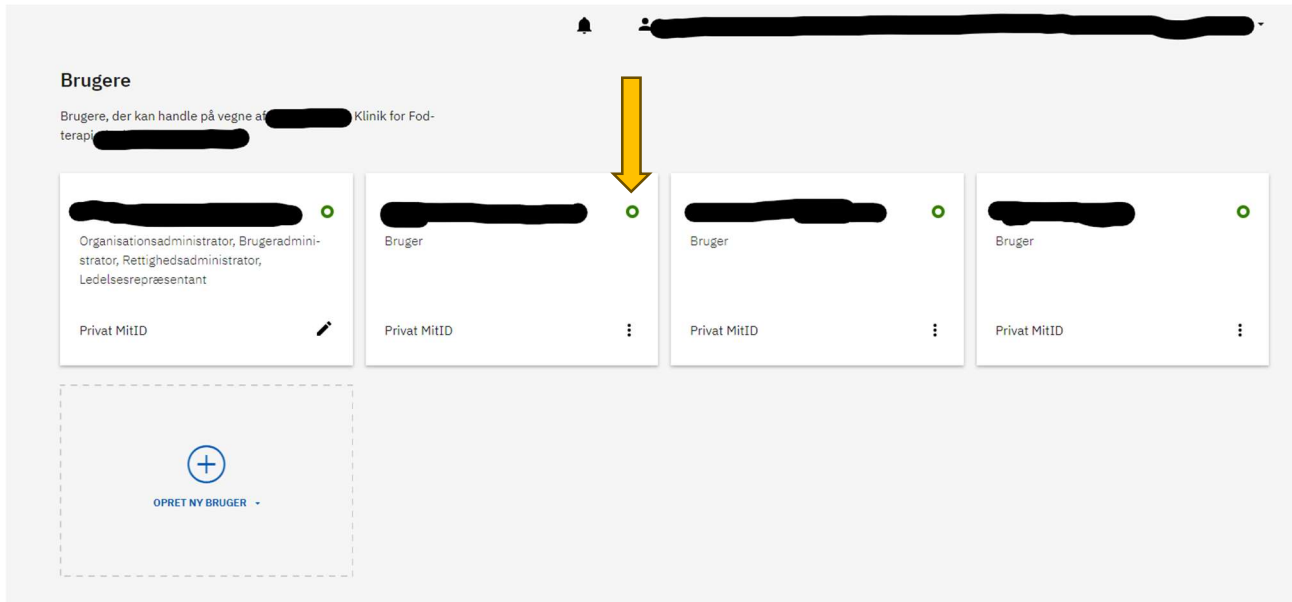 Brugere
Brugere, der kan handle på vegne af Klinik for Fod-
terapi
Organisationsadministrator, Brugeradmini-
strator, Rettighedsadministrator,
Ledelsesrepræsentant
Privat MitID
Bruger
Privat MitID
Bruger
Privat MitID
Bruger
Privat MitID
OPRET NY BRUGER